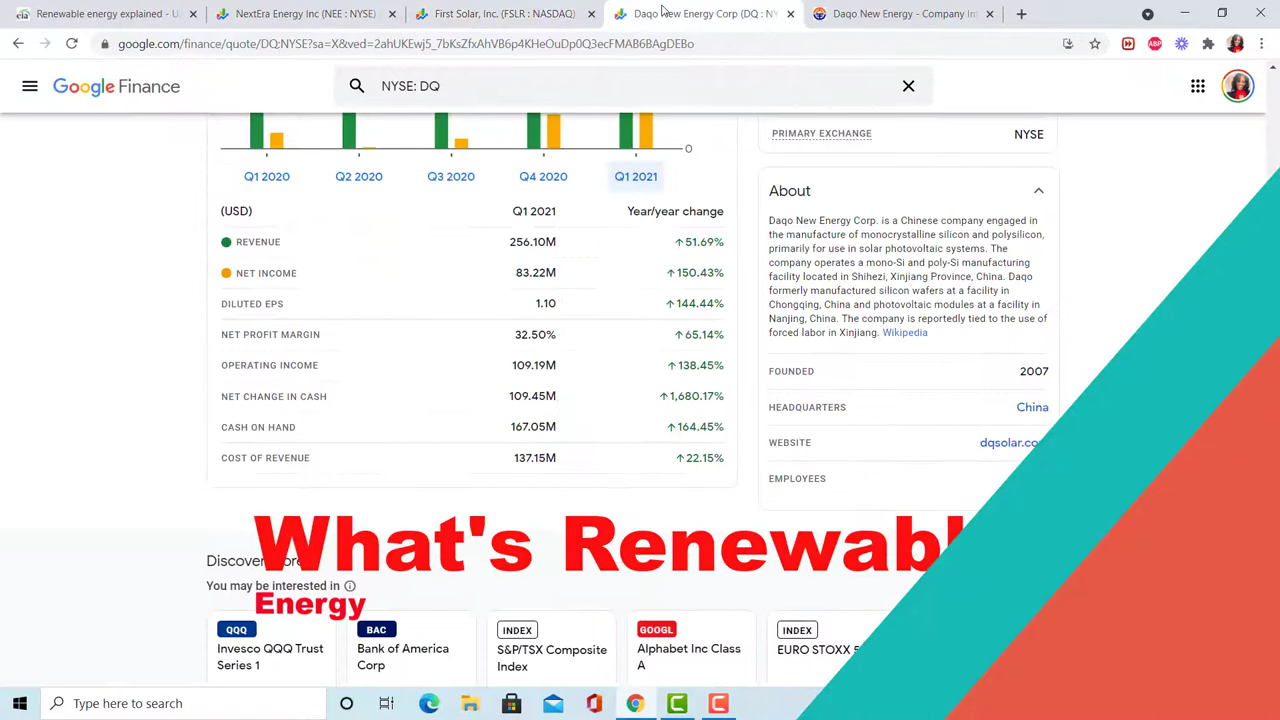 Renewable energy explained - U.
NextEra Energy Inc (NEE : NYSE)
First Solar, Inc. (FSLR : NASDAQ)
Daqo New Energy Corp (DQ : NY
Daqo New Energy - Company Inf
google.com/finance/quote/DQ:NYSE?sa=X&ved=2ahUKEwj5_7bKsZfxAhVB6p4KHeOuDp0Q3ecFMAB6BAgDEBo
ABP
Google Finance
NYSE: DQ
PRIMARY EXCHANGE NYSE
0
Q1 2020 Q2 2020 Q3 2020 Q4 2020 Q1 2021
(USD) Q1 2021 Year/year change
REVENUE 256.10M ↑51.69%
NET INCOME 83.22M ↑150.43%
DILUTED EPS 1.10 ↑144.44%
NET PROFIT MARGIN 32.50% ↑65.14%
OPERATING INCOME 109.19M ↑138.45%
NET CHANGE IN CASH 109.45M ↑1,680.17%
CASH ON HAND 167.05M ↑164.45%
COST OF REVENUE 137.15M ↑22.15%
About
Daqo New Energy Corp. is a Chinese company engaged in
the manufacture of monocrystalline silicon and polysilicon,
primarily for use in solar photovoltaic systems. The
company operates a mono-Si and poly-Si manufacturing
facility located in Shihezi, Xinjiang Province, China. Daqo
formerly manufactured silicon wafers at a facility in
Chongqing, China and photovoltaic modules at a facility in
Nanjing, China. The company is reportedly tied to the use of
forced labor in Xinjiang. Wikipedia
FOUNDED 2007
HEADQUARTERS China
WEBSITE dqsolar.co
EMPLOYEES
What's Renewabl
Energy
Discover more
You may be interested in
QQQ
Invesco QQQ Trust
Series 1
BAC
Bank of America
Corp
INDEX
S&P/TSX Composite
Index
GOOGL
Alphabet Inc Class
A
INDEX
EURO STOXX 5
Type here to search